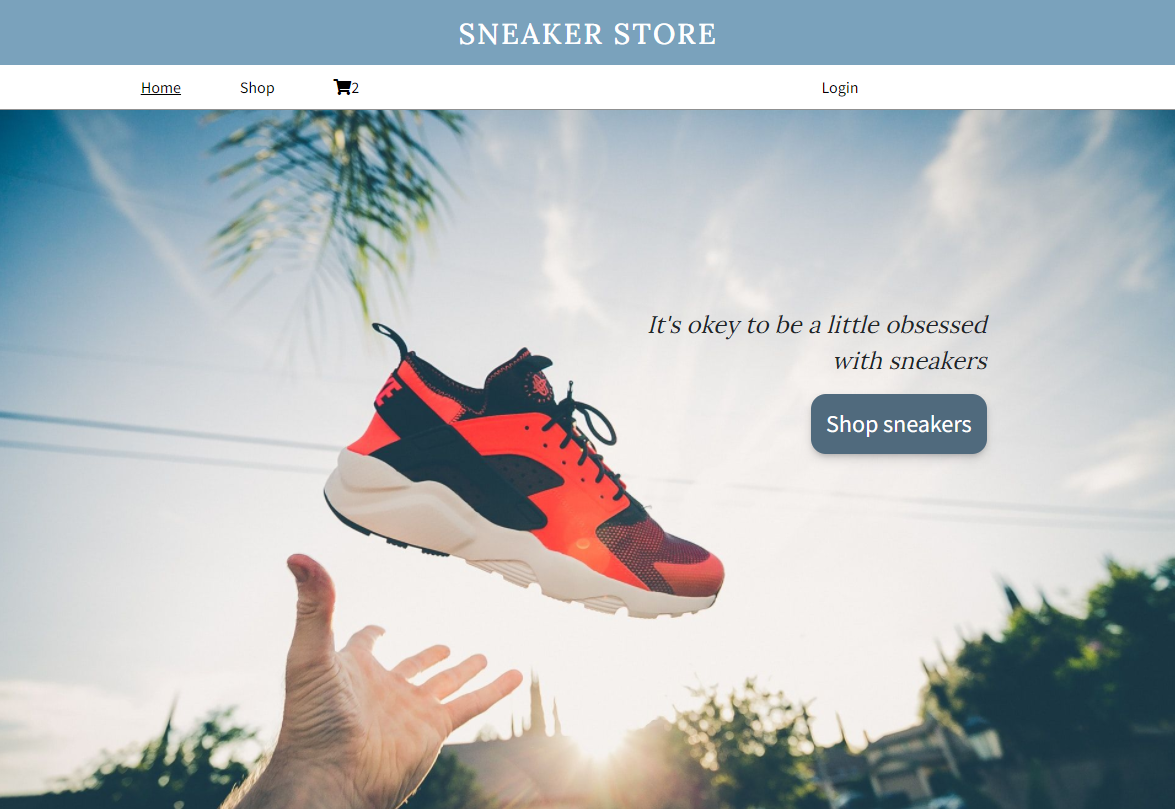 SNEAKER STORE
Home Shop 2 Login
It's okey to be a little obsessed
with sneakers
Shop sneakers